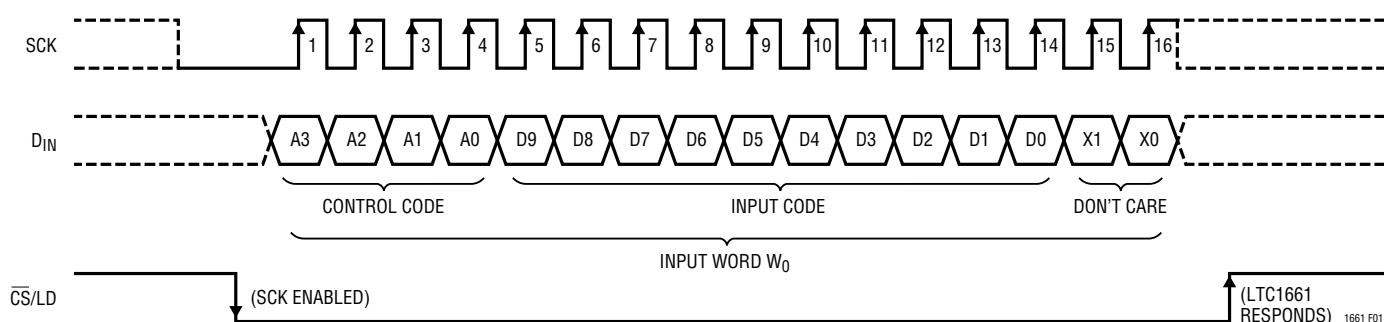 SCK 1 2 3 4 5 6 7 8 9 10 11 12 13 14 15 16
DIN A3 A2 A1 A0 D9 D8 D7 D6 D5 D4 D3 D2 D1 D0 X1 X0
CONTROL CODE INPUT CODE DON'T CARE
INPUT WORD W0
CS/LD (SCK ENABLED) (LTC1661
RESPONDS) 1661 F01